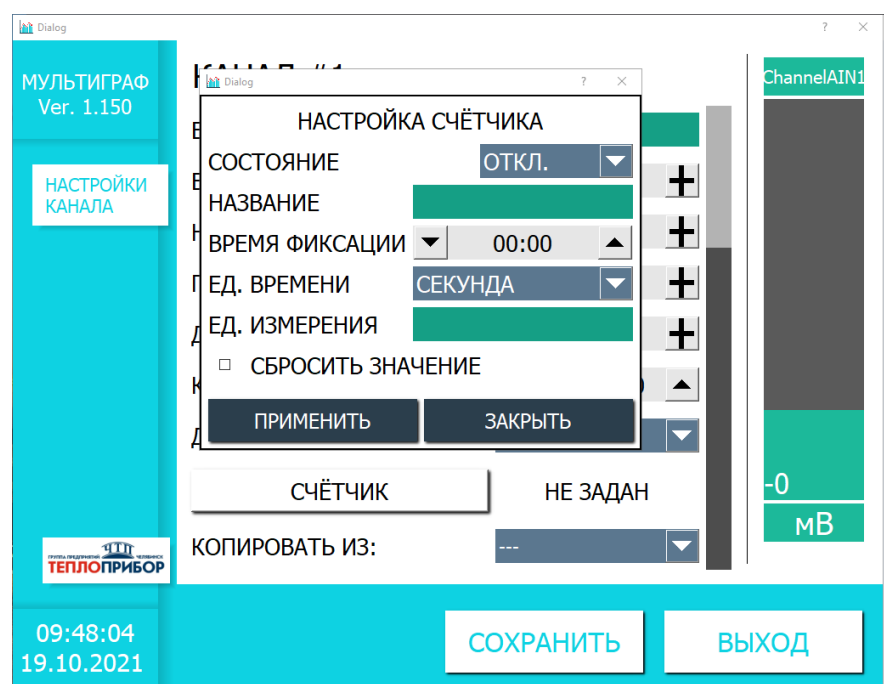 Dialog
МУЛЬТИГРАФ
Ver. 1.150
НАСТРОЙКИ
КАНАЛА
Dialog
НАСТРОЙКА СЧЁТЧИКА
СОСТОЯНИЕ ОТКЛ.
НАЗВАНИЕ
ВРЕМЯ ФИКСАЦИИ 00:00
ЕД. ВРЕМЕНИ СЕКУНДА
ЕД. ИЗМЕРЕНИЯ
СБРОСИТЬ ЗНАЧЕНИЕ
ПРИМЕНИТЬ ЗАКРЫТЬ
СЧЁТЧИК НЕ ЗАДАН
КОПИРОВАТЬ ИЗ: ---
ChannelAIN1
-0
мВ
ТЕПЛОПРИБОР
09:48:04
19.10.2021
СОХРАНИТЬ ВЫХОД